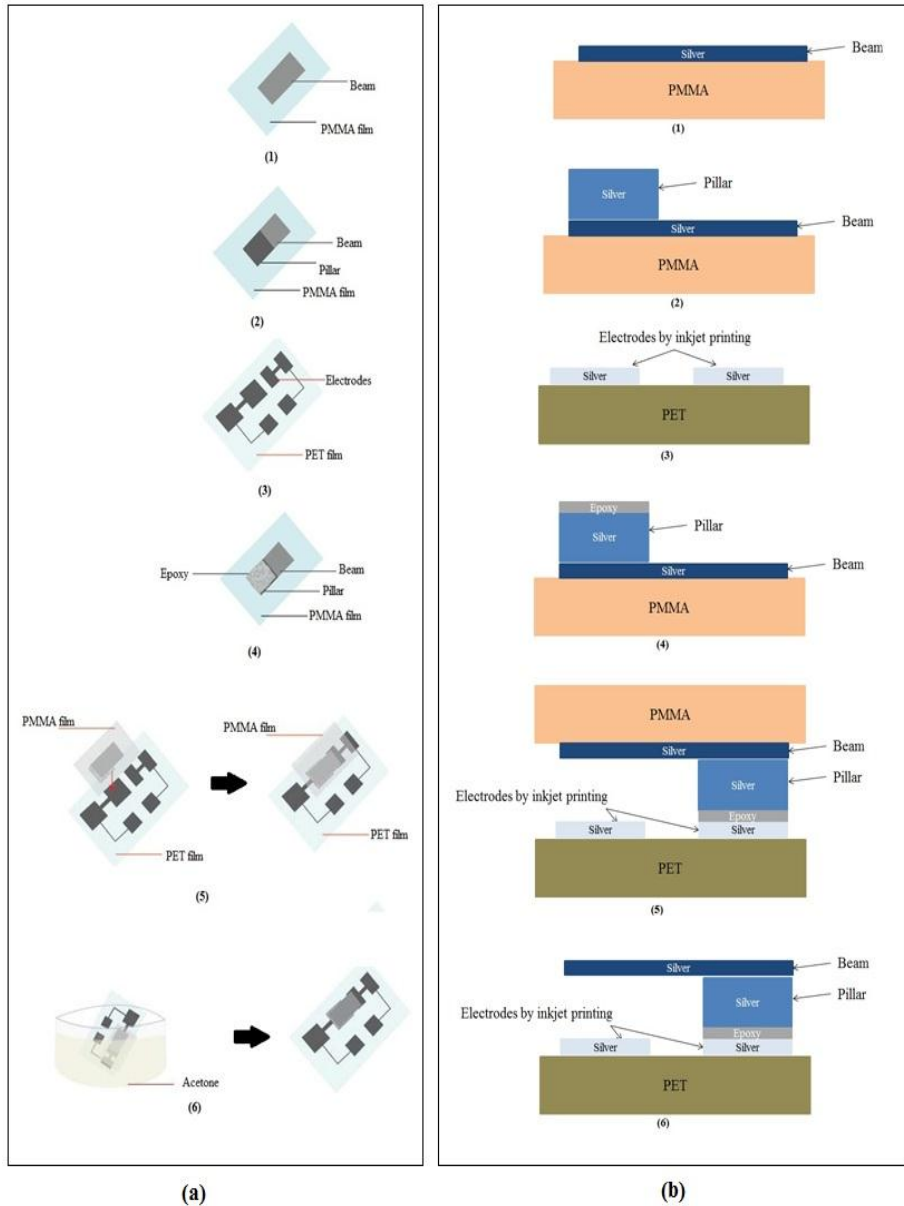 Beam
PMMA film
(1)
Beam
Pillar
PMMA film
(2)
Electrodes
PET film
(3)
Epoxy
Beam
Pillar
PMMA film
(4)
PMMA film
PMMA film
PET film
PET film
(5)
Acetone
(6)
(a)
Silver
Beam
PMMA
(1)
Silver
Pillar
Silver
Beam
PMMA
(2)
Electrodes by inkjet printing
Silver
Silver
PET
(3)
Epoxy
Silver
Pillar
Silver
Beam
PMMA
(4)
PMMA
Silver
Beam
Silver
Pillar
Electrodes by inkjet printing
Epoxy
Silver
Silver
PET
(5)
Silver
Beam
Silver
Pillar
Electrodes by inkjet printing
Epoxy
Silver
Silver
PET
(6)
(b)